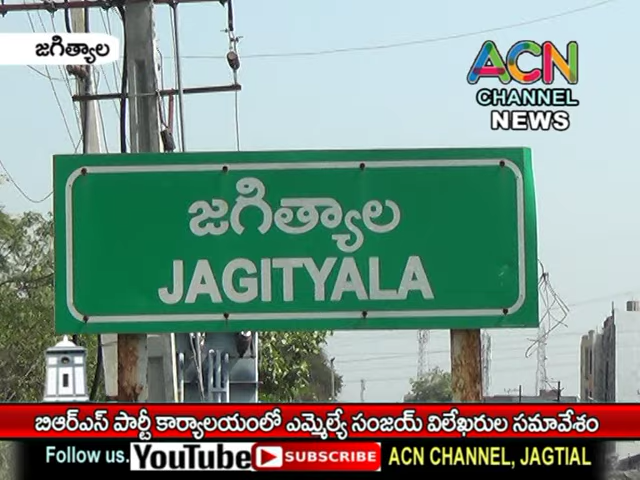 జగిత్యాల
ACN
CHANNEL
NEWS
జగిత్యాల
JAGITYALA
బిఆర్ఎస్ పార్టీ కార్యాలయంలో ఎమ్మెల్యే సంజయ్ విలేఖరుల సమావేశం
Follow us. YouTube SUBSCRIBE ACN CHANNEL, JAGTIAL